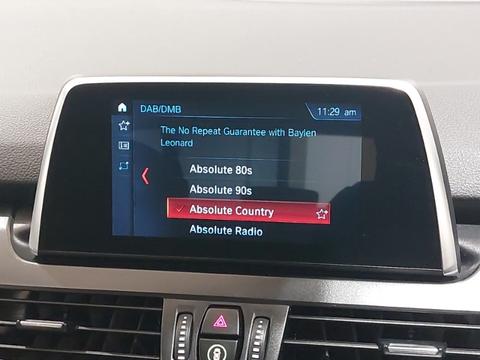 DAB/DMB
11:29 am
The No Repeat Guarantee with Baylen
Leonard
Absolute 80s
Absolute 90s
Absolute Country
Absolute Radio